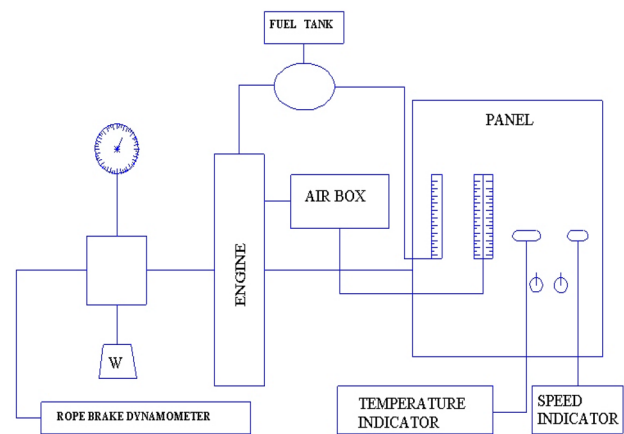 FUEL TANK
PANEL
AIR BOX
ENGINE
W
ROPE BRAKE DYNAMOMETER
TEMPERATURE
INDICATOR
SPEED
INDICATOR